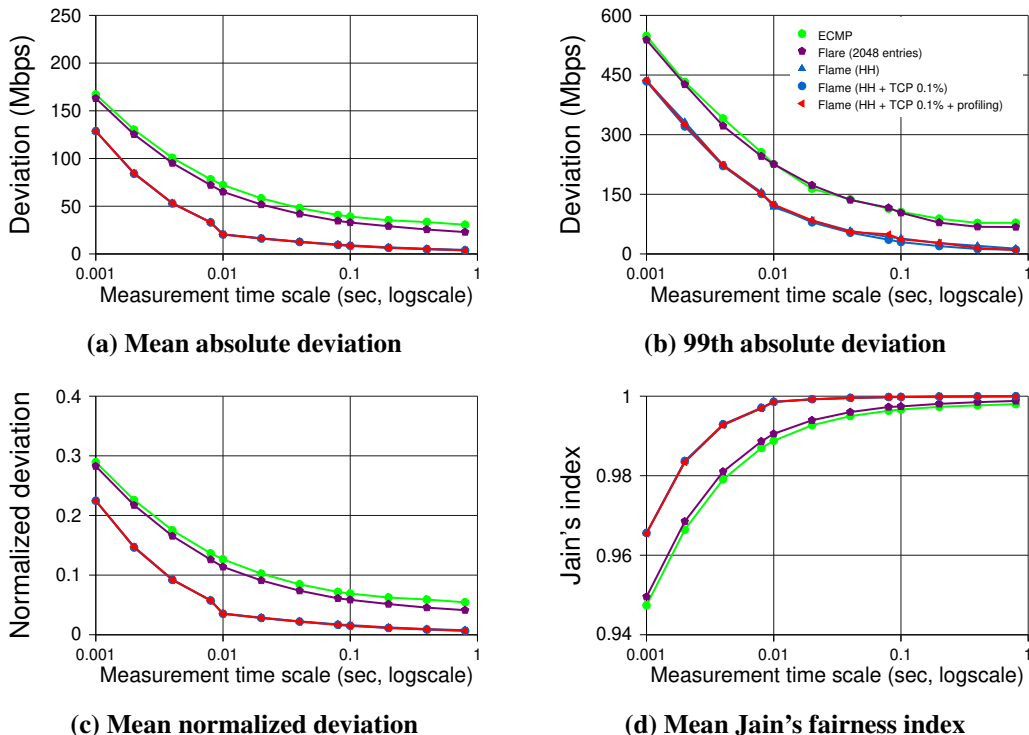 250
200
150
100
50
0
0.001
0.01
0.1
1
Deviation (Mbps)
Measurement time scale (sec, logscale)
(a) Mean absolute deviation
600
450
300
150
0
0.001
0.01
0.1
1
Deviation (Mbps)
Measurement time scale (sec, logscale)
ECMP
Flare (2048 entries)
Flame (HH)
Flame (HH + TCP 0.1%)
Flame (HH + TCP 0.1% + profiling)
(b) 99th absolute deviation
0.4
0.3
0.2
0.1
0
0.001
0.01
0.1
1
Normalized deviation
Measurement time scale (sec, logscale)
(c) Mean normalized deviation
1
0.98
0.96
0.94
0.001
0.01
0.1
1
Jain's index
Measurement time scale (sec, logscale)
(d) Mean Jain's fairness index